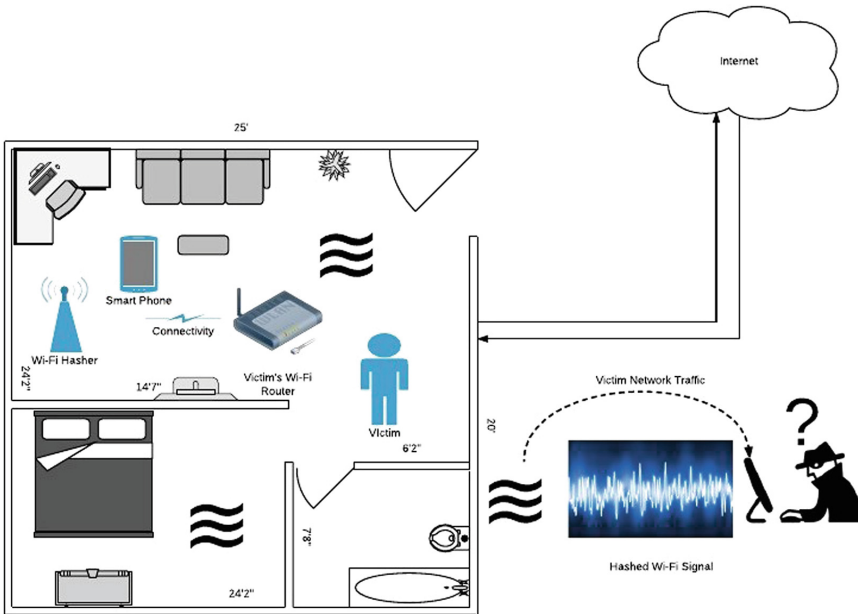 Internet
25'
Smart Phone
Connectivity
Wi-Fi Hasher
24'2"
14'7"
Victim's Wi-Fi
Router
WLAN
VIctim
6'2"
20'
Victim Network Traffic
?
7'8"
24'2"
Hashed Wi-Fi Signal